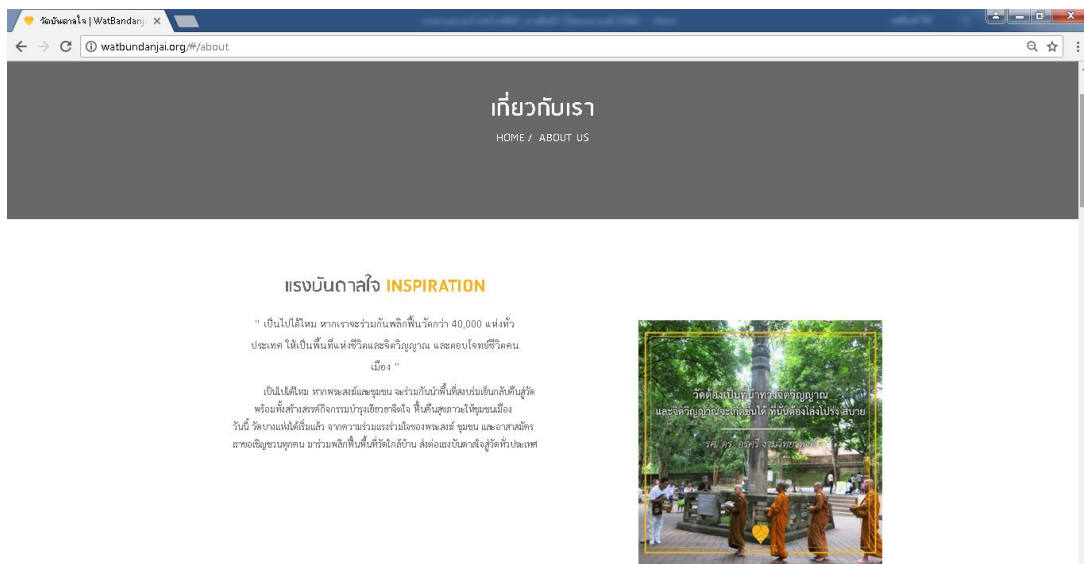 วัดบันดาลใจ | WatBandanj
watbundanjai.org/#/about
เกี่ยวกับเรา
HOME / ABOUT US
แรงบันดาลใจ INSPIRATION
" เป็นไปได้ไหม หากเราจะร่วมกันพลิกฟื้นวัดกว่า 40,000 แห่งทั่ว
ประเทศ ให้เป็นพื้นที่แห่งชีวิตและจิตวิญญาณ และตอบโจทย์ชีวิตคน
เมือง "
เป็นไปได้ไหม หากพระสงฆ์และชุมชน จะร่วมกันนำพื้นที่สงบร่มเย็นกลับคืนสู่วัด
พร้อมทั้งสร้างสรรค์กิจกรรมบำรุงเยียวยาจิตใจ ฟื้นคืนสุขภาวะให้ชุมชนเมือง
วันนี้ วัดบางแห่งได้เริ่มแล้ว จากความร่วมแรงร่วมใจของพระสงฆ์ ชุมชน และอาสาสมัคร
เราขอเชิญชวนทุกคน มาร่วมพลิกฟื้นพื้นที่วัดใกล้บ้าน ส่งต่อแรงบันดาลใจสู่วัดทั่วประเทศ
วัดต้องเป็นที่นำทางจิตวิญญาณ
และจิตวิญญาณจะเกิดขึ้นได้ ที่นั่นต้องโล่งโปร่ง สบาย